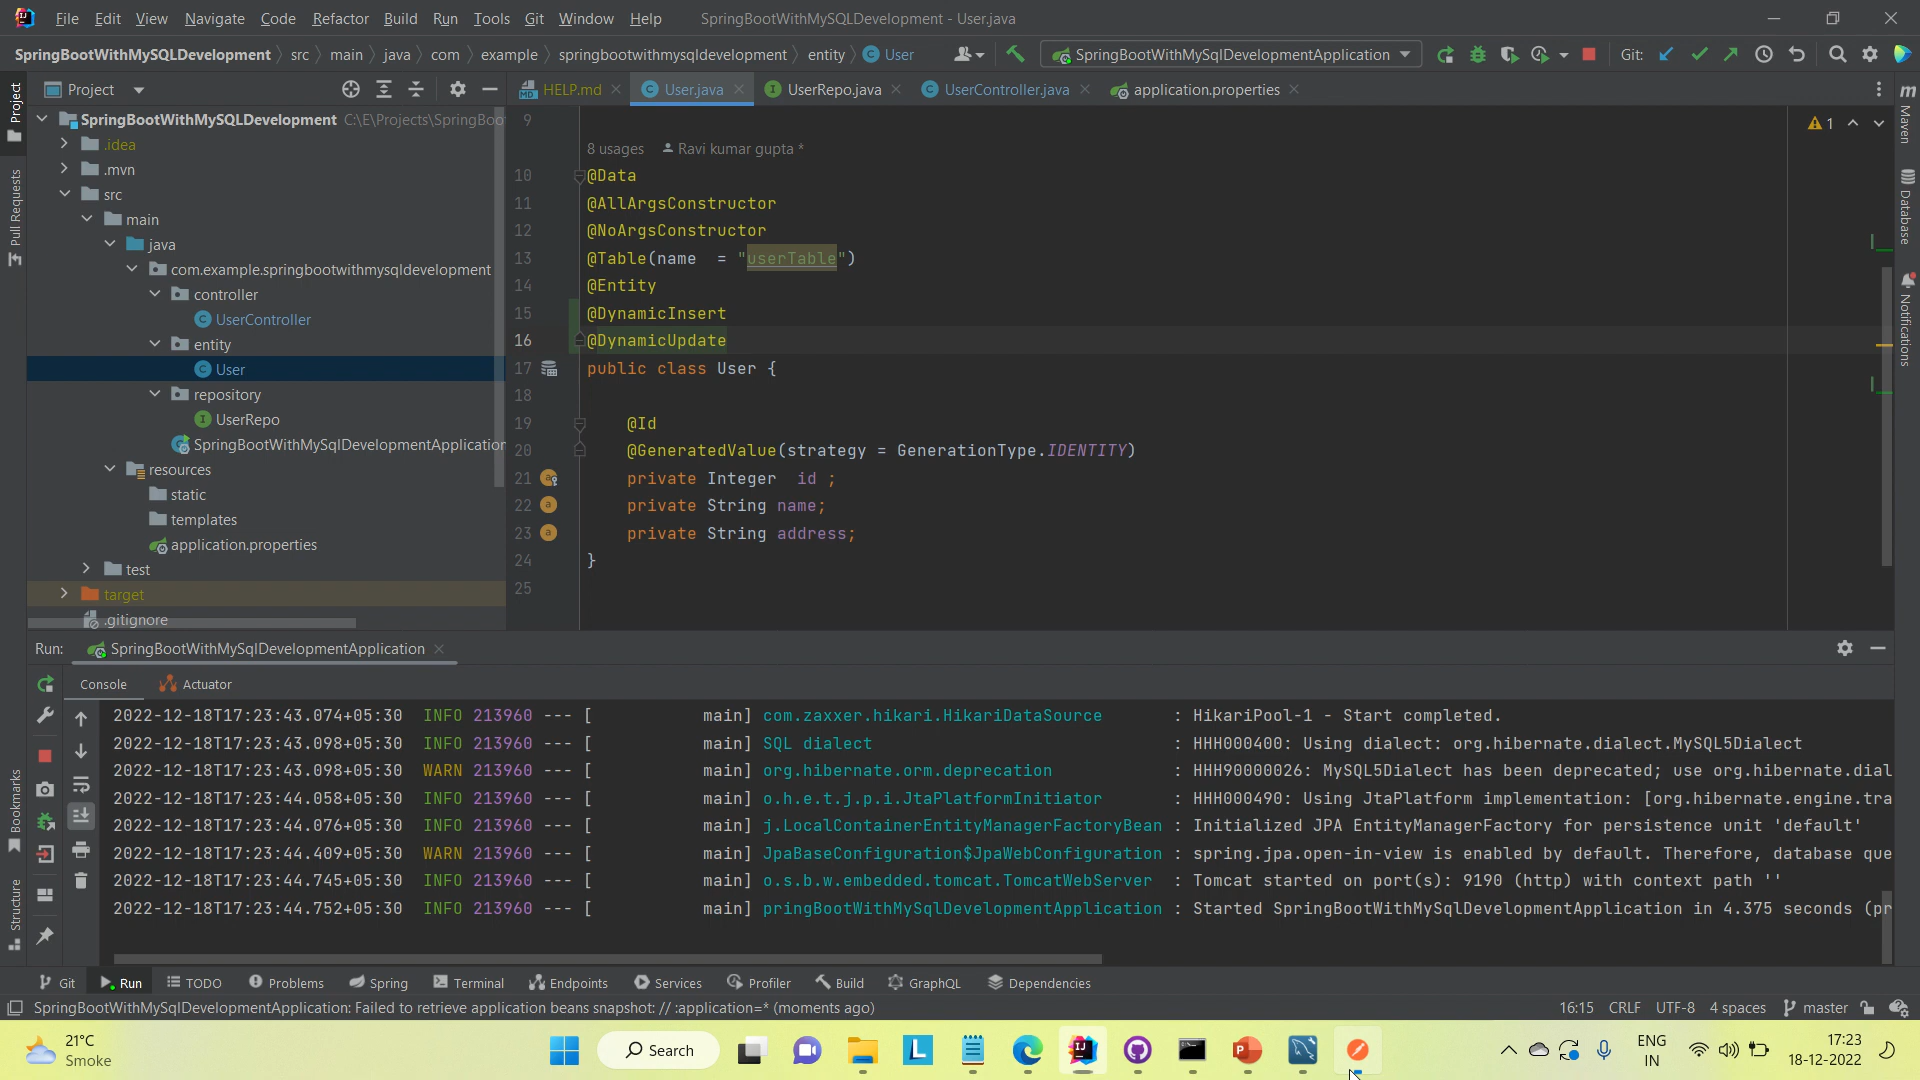 File Edit View Navigate Code Refactor Build Run Tools Git Window Help SpringBootWithMySQLDevelopment - User.java
SpringBootWithMySQLDevelopment src main java com example springbootwithmysqldevelopment entity User SpringBootWithMySqlDevelopmentApplication Git:
Project HELP.md User.java UserRepo.java UserController.java application.properties
SpringBootWithMySQLDevelopment C:\E\Projects\SpringBoo
.idea
.mvn
src
main
java
com.example.springbootwithmysqldevelopment
controller
UserController
entity
User
repository
UserRepo
SpringBootWithMySqlDevelopmentApplication
resources
static
templates
application.properties
test
target
.gitignore
Project
Pull Requests
Bookmarks
Structure
m Maven
Database
Notifications
1
9
8 usages Ravi kumar gupta *
10 @Data
11 @AllArgsConstructor
12 @NoArgsConstructor
13 @Table(name = "userTable")
14 @Entity
15 @DynamicInsert
16 @DynamicUpdate
17 public class User {
18
19 @Id
20 @GeneratedValue(strategy = GenerationType.IDENTITY)
21 private Integer id ;
22 private String name;
23 private String address;
24 }
25
Run: SpringBootWithMySqlDevelopmentApplication
Console Actuator
2022-12-18T17:23:43.074+05:30 INFO 213960 --- [ main] com.zaxxer.hikari.HikariDataSource : HikariPool-1 - Start completed.
2022-12-18T17:23:43.098+05:30 INFO 213960 --- [ main] SQL dialect : HHH000400: Using dialect: org.hibernate.dialect.MySQL5Dialect
2022-12-18T17:23:43.098+05:30 WARN 213960 --- [ main] org.hibernate.orm.deprecation : HHH90000026: MySQL5Dialect has been deprecated; use org.hibernate.dial
2022-12-18T17:23:44.058+05:30 INFO 213960 --- [ main] o.h.e.t.j.p.i.JtaPlatformInitiator : HHH000490: Using JtaPlatform implementation: [org.hibernate.engine.tra
2022-12-18T17:23:44.076+05:30 INFO 213960 --- [ main] j.LocalContainerEntityManagerFactoryBean : Initialized JPA EntityManagerFactory for persistence unit 'default'
2022-12-18T17:23:44.409+05:30 WARN 213960 --- [ main] JpaBaseConfiguration$JpaWebConfiguration : spring.jpa.open-in-view is enabled by default. Therefore, database que
2022-12-18T17:23:44.745+05:30 INFO 213960 --- [ main] o.s.b.w.embedded.tomcat.TomcatWebServer : Tomcat started on port(s): 9190 (http) with context path ''
2022-12-18T17:23:44.752+05:30 INFO 213960 --- [ main] pringBootWithMySqlDevelopmentApplication : Started SpringBootWithMySqlDevelopmentApplication in 4.375 seconds (pr
Git Run TODO Problems Spring Terminal Endpoints Services Profiler Build GraphQL Dependencies
SpringBootWithMySqlDevelopmentApplication: Failed to retrieve application beans snapshot: // :application=* (moments ago) 16:15 CRLF UTF-8 4 spaces master
21°C
Smoke
Search
ENG
IN
17:23
18-12-2022